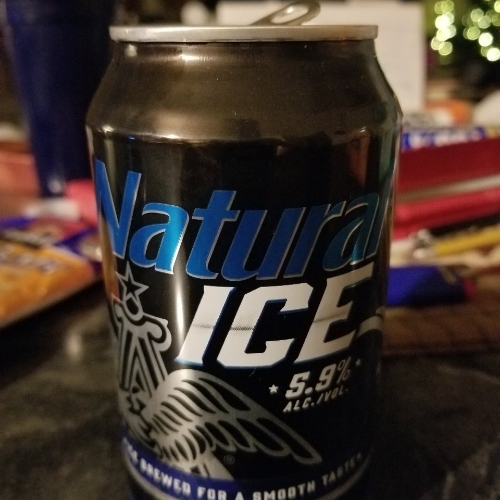 Natural
ICE
5.9%
ALC./VOL.
BREWED FOR A SMOOTH TASTE